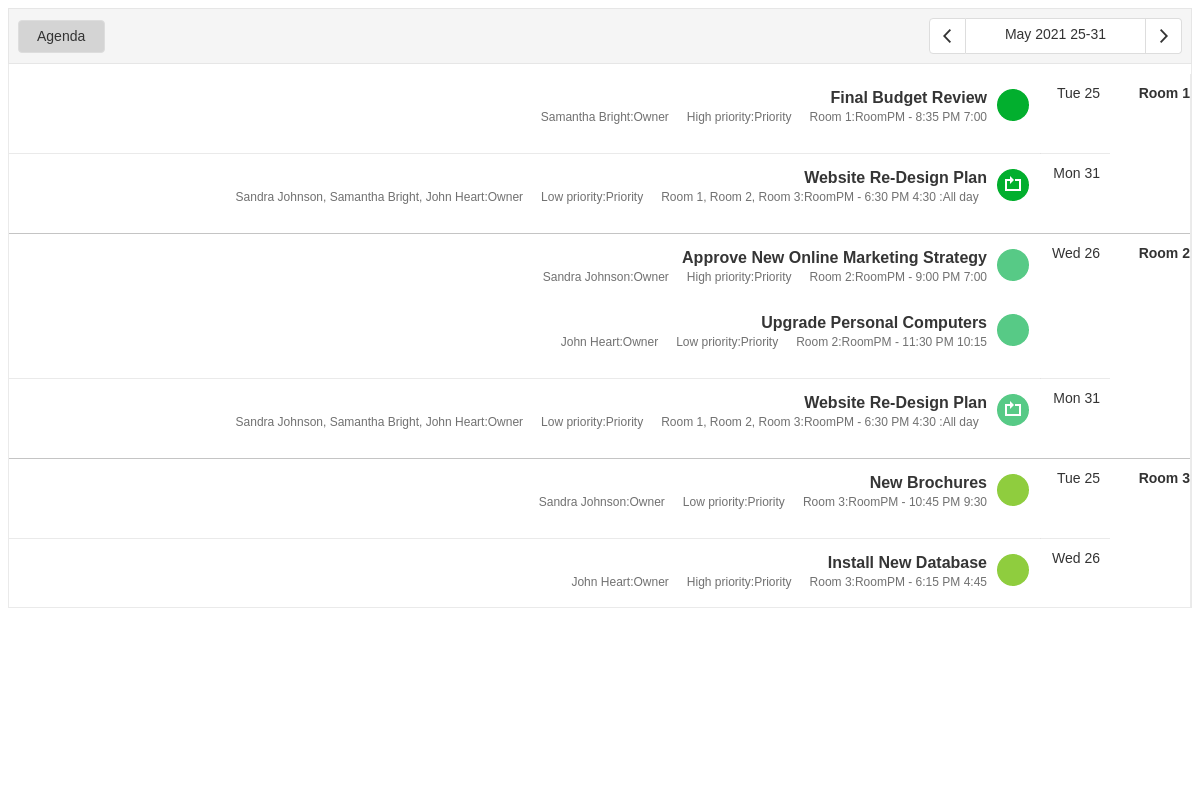 Agenda
May 2021 25-31
Room 1
Tue 25
Final Budget Review
Samantha Bright:Owner High priority:Priority Room 1:RoomPM - 8:35 PM 7:00
Mon 31
Website Re-Design Plan
Sandra Johnson, Samantha Bright, John Heart:Owner Low priority:Priority Room 1, Room 2, Room 3:RoomPM - 6:30 PM 4:30 :All day
Room 2
Wed 26
Approve New Online Marketing Strategy
Sandra Johnson:Owner High priority:Priority Room 2:RoomPM - 9:00 PM 7:00
Upgrade Personal Computers
John Heart:Owner Low priority:Priority Room 2:RoomPM - 11:30 PM 10:15
Mon 31
Website Re-Design Plan
Sandra Johnson, Samantha Bright, John Heart:Owner Low priority:Priority Room 1, Room 2, Room 3:RoomPM - 6:30 PM 4:30 :All day
Room 3
Tue 25
New Brochures
Sandra Johnson:Owner Low priority:Priority Room 3:RoomPM - 10:45 PM 9:30
Wed 26
Install New Database
John Heart:Owner High priority:Priority Room 3:RoomPM - 6:15 PM 4:45